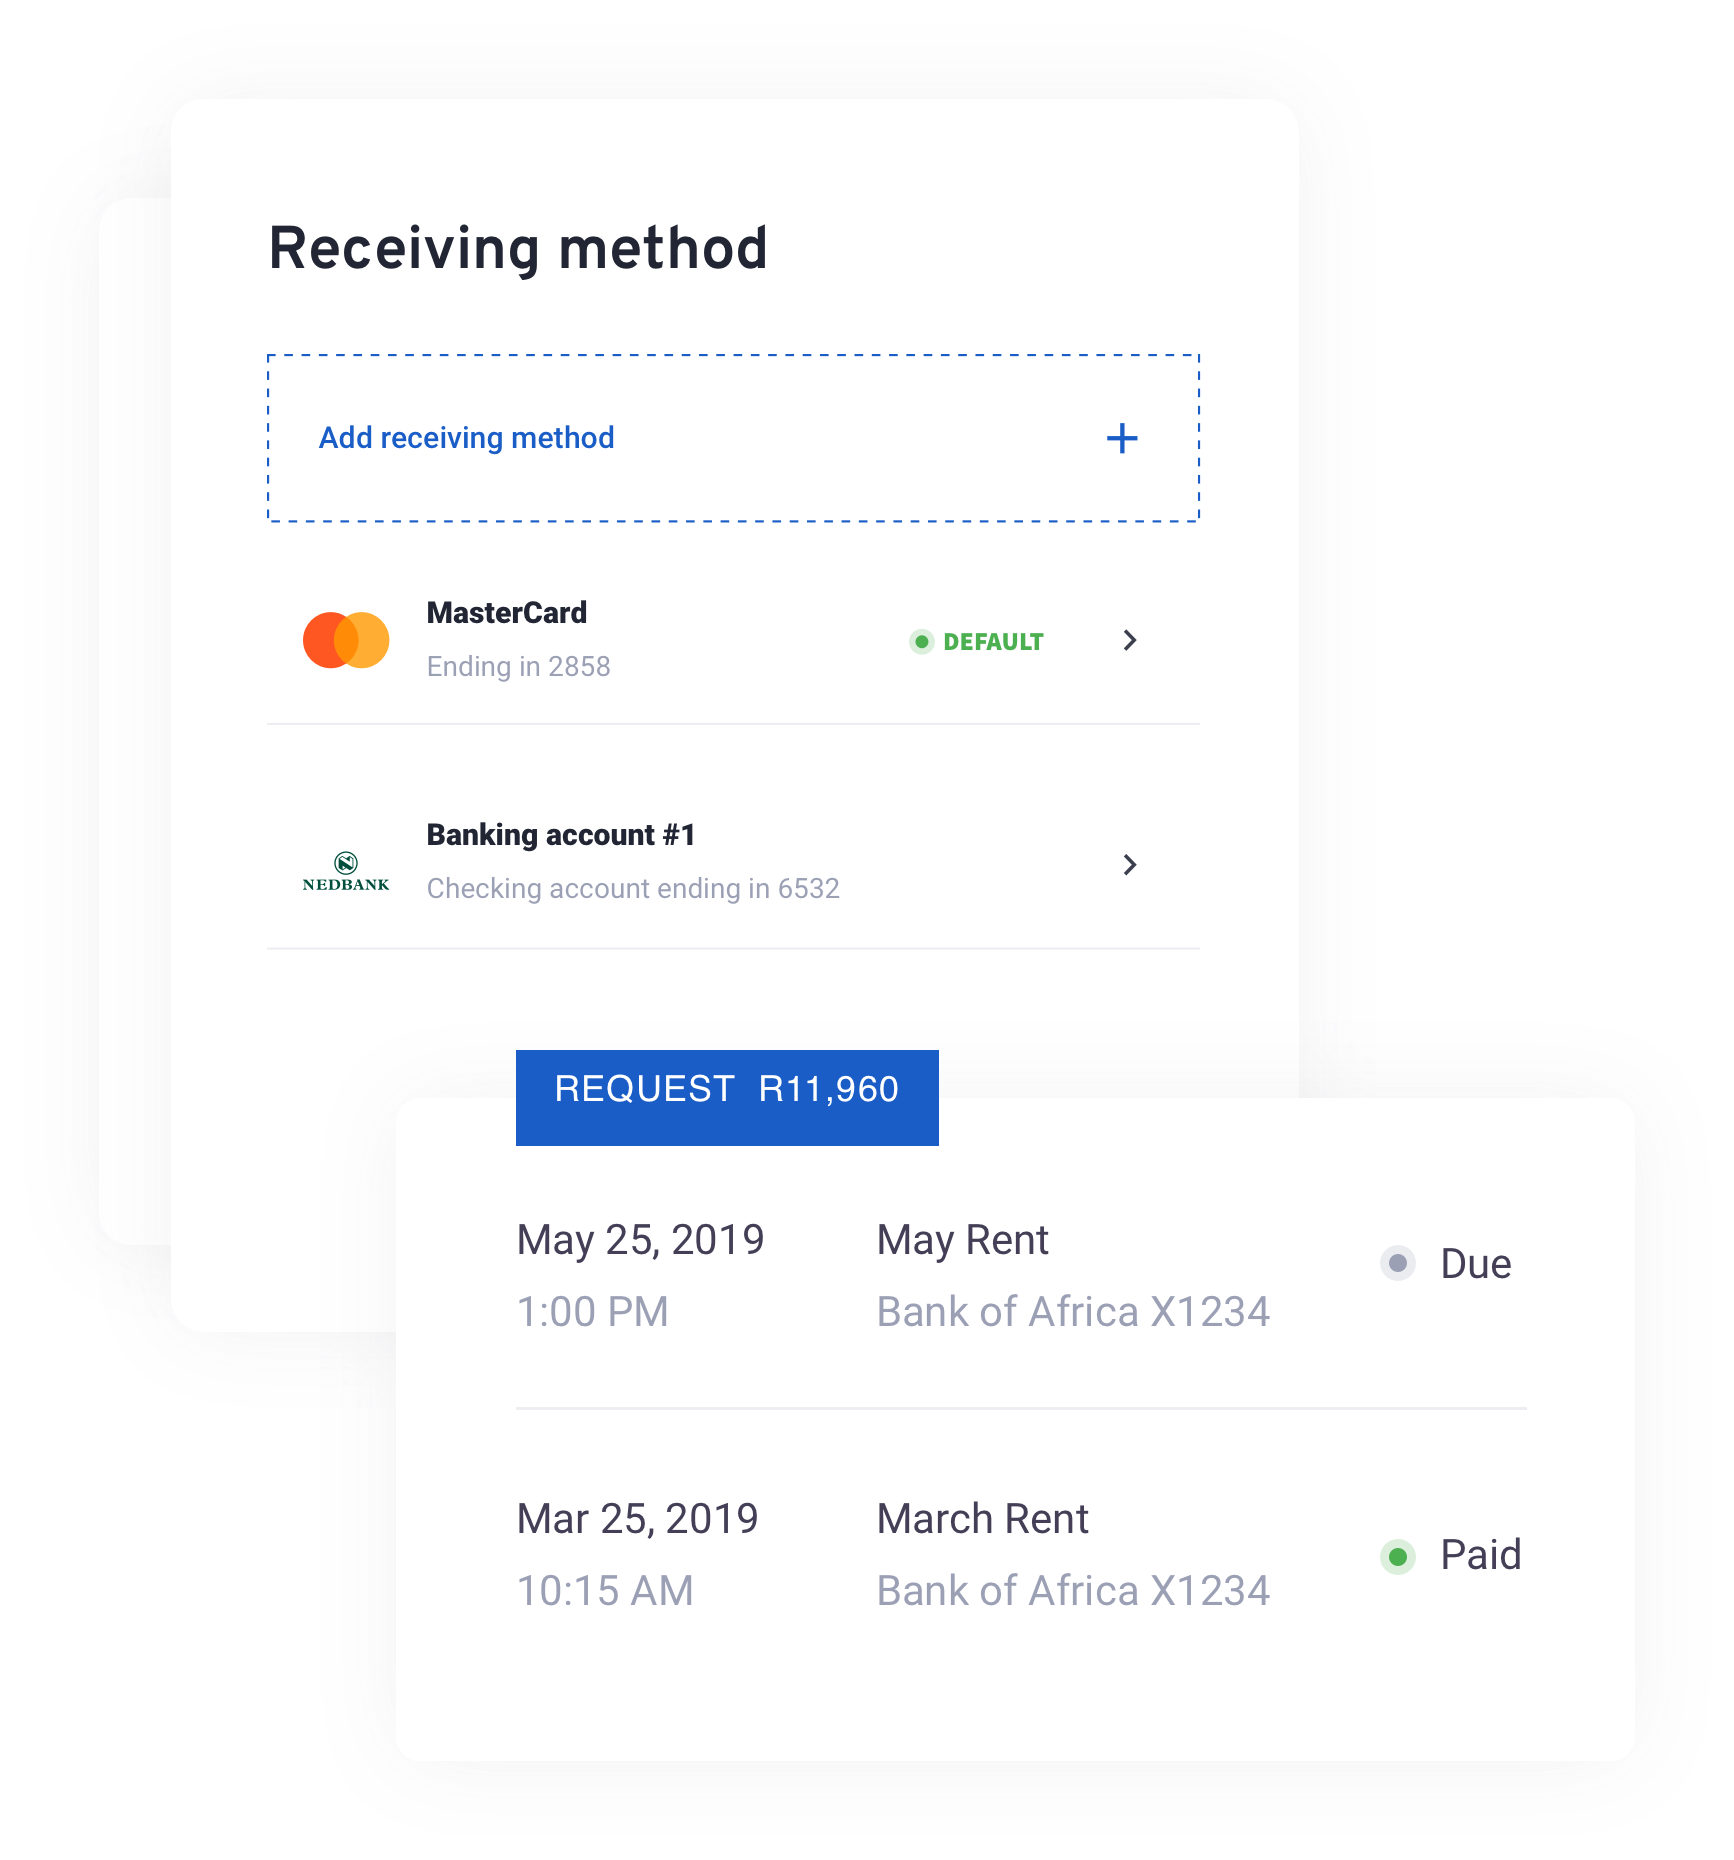 Receiving method
Add receiving method
MasterCard
Ending in 2858
DEFAULT
Banking account #1
NEDBANK
Checking account ending in 6532
REQUEST R11,960
May 25, 2019
May Rent
Due
1:00 PM
Bank of Africa X1234
Mar 25, 2019
March Rent
Paid
10:15 AM
Bank of Africa X1234